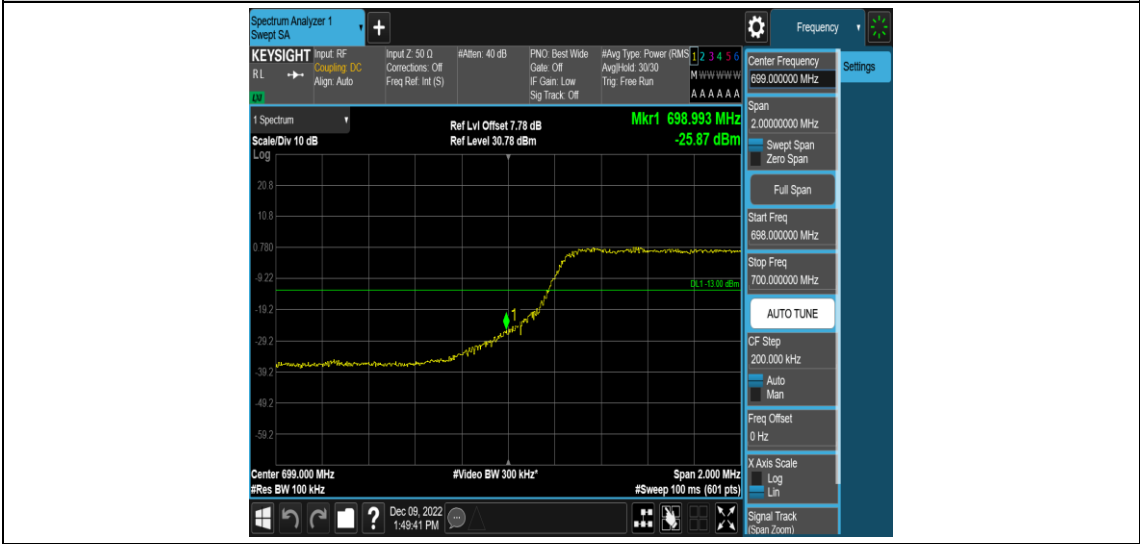 Spectrum Analyzer 1
Swept SA
+
Frequency
KEYSIGHT
RL
Input: RF
Coupling: DC
Align: Auto
Input Z: 50 Ω
Corrections: Off
Freq Ref: Int (S)
#Atten: 40 dB
PNO: Best Wide
Gate: Off
IF Gain: Low
Sig Track: Off
#Avg Type: Power (RMS
Avg|Hold: 30/30
Trig: Free Run
1 2 3 4 5 6
M W W W W W
A A A A A A
1 Spectrum
Scale/Div 10 dB
Log
Ref Lvl Offset 7.78 dB
Ref Level 30.78 dBm
Mkr1 698.993 MHz
-25.87 dBm
20.8
10.8
0.780
-9.22
-19.2
-29.2
-39.2
-49.2
-59.2
DL1 -13.00 dBm
1
Center 699.000 MHz
#Res BW 100 kHz
#Video BW 300 kHz*
Span 2.000 MHz
#Sweep 100 ms (601 pts)
?
Dec 09, 2022
1:49:41 PM
Center Frequency
699.000000 MHz
Settings
Span
2.00000000 MHz
Swept Span
Zero Span
Full Span
Start Freq
698.000000 MHz
Stop Freq
700.000000 MHz
AUTO TUNE
CF Step
200.000 kHz
Auto
Man
Freq Offset
0 Hz
X Axis Scale
Log
Lin
Signal Track
(Span Zoom)